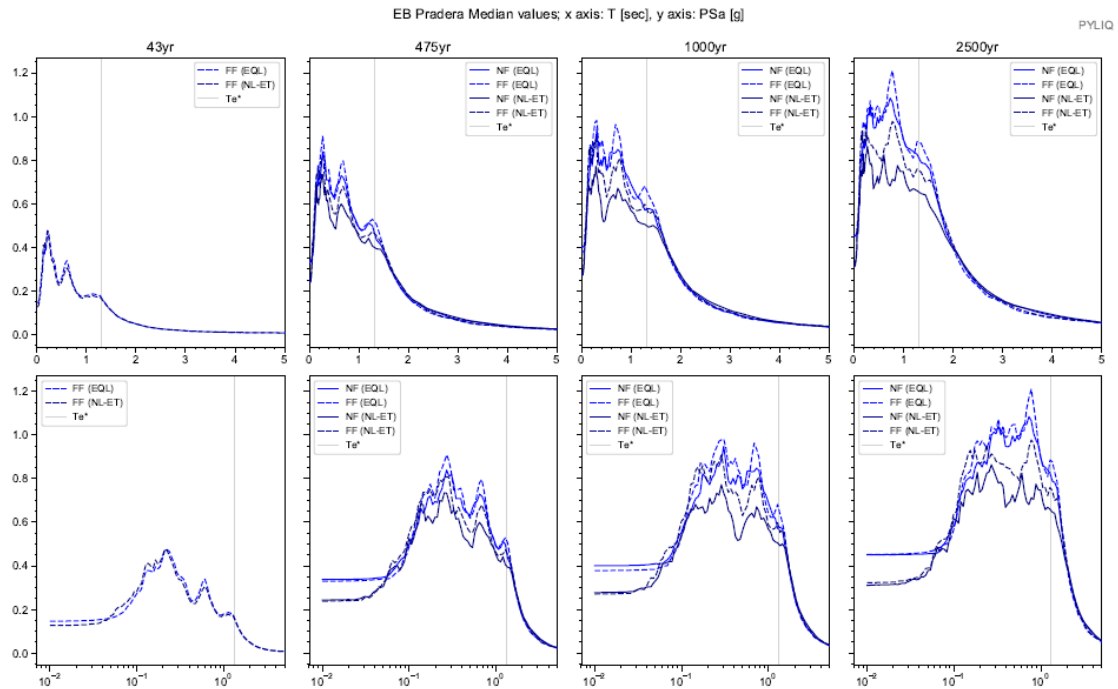 EB Pradera Median values; x axis: T [sec], y axis: PSa [g]
PYLIQ
43yr
475yr
1000yr
2500yr
1.2
1.0
0.8
0.6
0.4
0.2
0.0
FF (EQL)
FF (NL-ET)
Te*
NF (EQL)
FF (EQL)
NF (NL-ET)
FF (NL-ET)
Te*
NF (EQL)
FF (EQL)
NF (NL-ET)
FF (NL-ET)
Te*
NF (EQL)
FF (EQL)
NF (NL-ET)
FF (NL-ET)
Te*
0 1 2 3 4 5
0 1 2 3 4 5
0 1 2 3 4 5
0 1 2 3 4 5
1.2
1.0
0.8
0.6
0.4
0.2
0.0
FF (EQL)
FF (NL-ET)
Te*
NF (EQL)
FF (EQL)
NF (NL-ET)
FF (NL-ET)
Te*
NF (EQL)
FF (EQL)
NF (NL-ET)
FF (NL-ET)
Te*
NF (EQL)
FF (EQL)
NF (NL-ET)
FF (NL-ET)
Te*
10⁻² 10⁻¹ 10⁰
10⁻² 10⁻¹ 10⁰
10⁻² 10⁻¹ 10⁰
10⁻² 10⁻¹ 10⁰